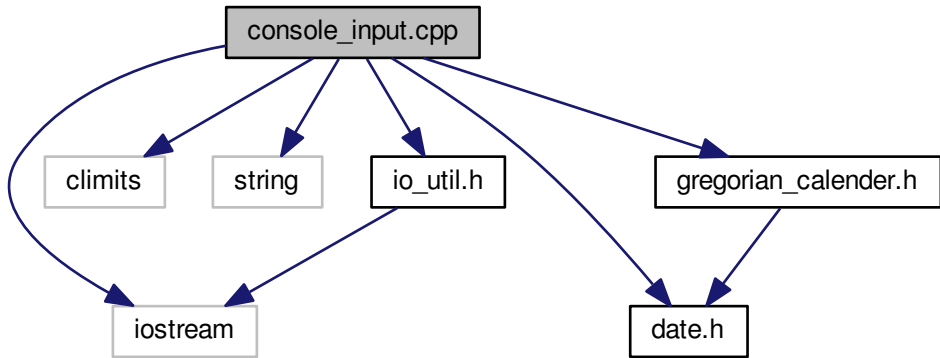 console_input.cpp
climits
string
io_util.h
gregorian_calender.h
iostream
date.h